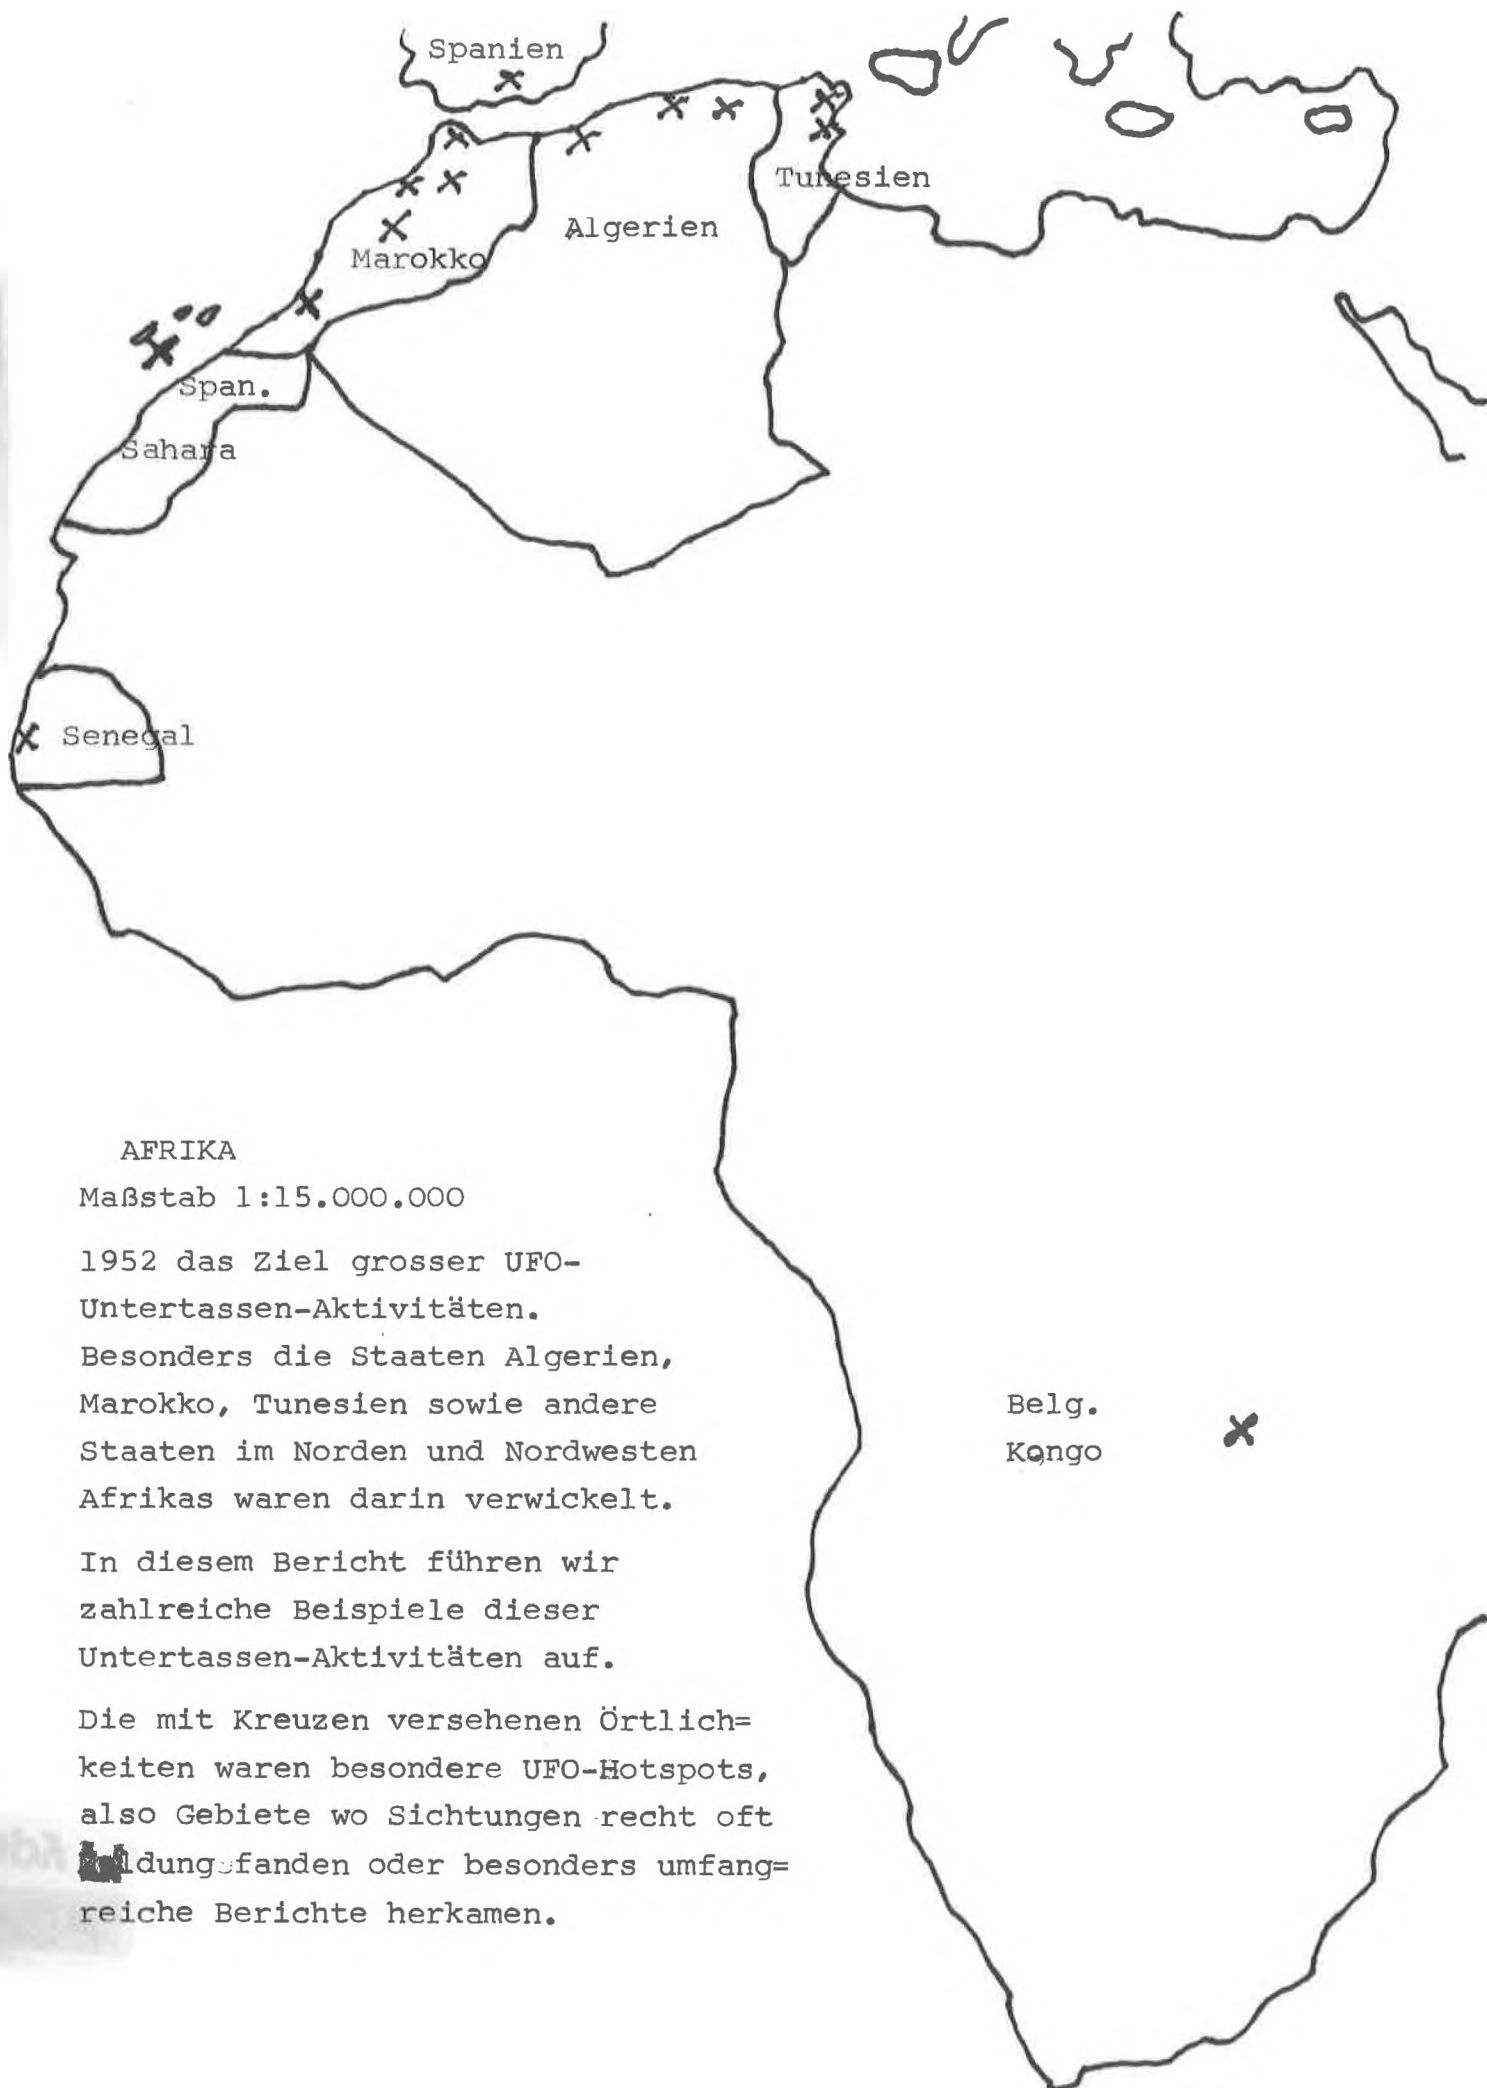 Spanien
Tunesien
Algerien
Marokko
Span.
Sahara
Senegal
AFRIKA
Maßstab 1:15.000.000
1952 das Ziel grosser UFO-
Untertassen-Aktivitäten.
Besonders die Staaten Algerien,
Marokko, Tunesien sowie andere
Staaten im Norden und Nordwesten
Afrikas waren darin verwickelt.
In diesem Bericht führen wir
zahlreiche Beispiele dieser
Untertassen-Aktivitäten auf.
Die mit Kreuzen versehenen Örtlich=
keiten waren besondere UFO-Hotspots,
also Gebiete wo Sichtungen recht oft
fanden oder besonders umfang=
reiche Berichte herkamen.
Belg.
Kongo